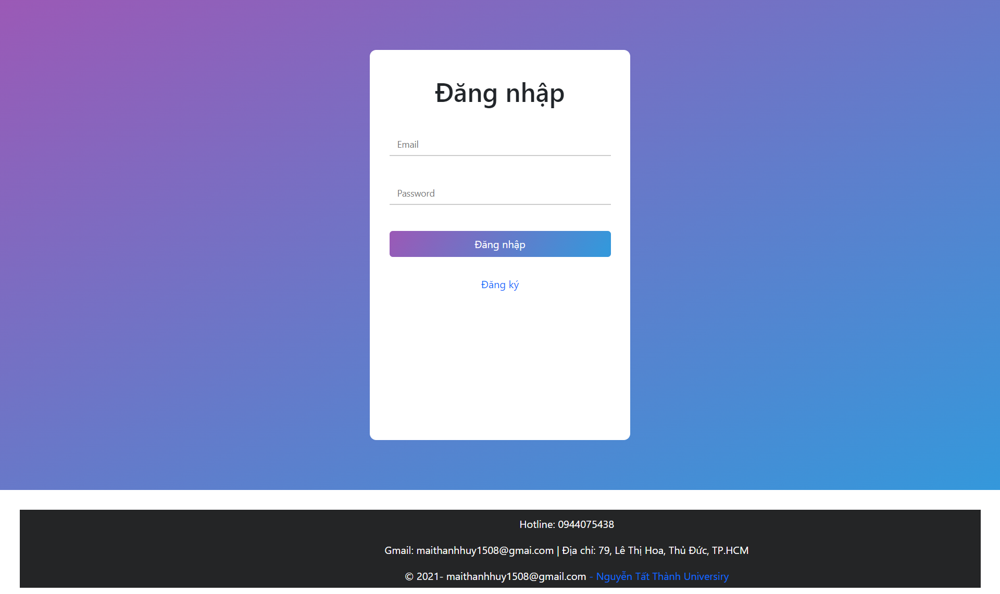 Đăng nhập
Email
Password
Đăng nhập
Đăng ký
Hotline: 0944075438
Gmail: maithanhhuy1508@gmai.com | Địa chỉ: 79, Lê Thị Hoa, Thủ Đức, TP.HCM
© 2021- maithanhhuy1508@gmail.com - Nguyễn Tất Thành Universiry